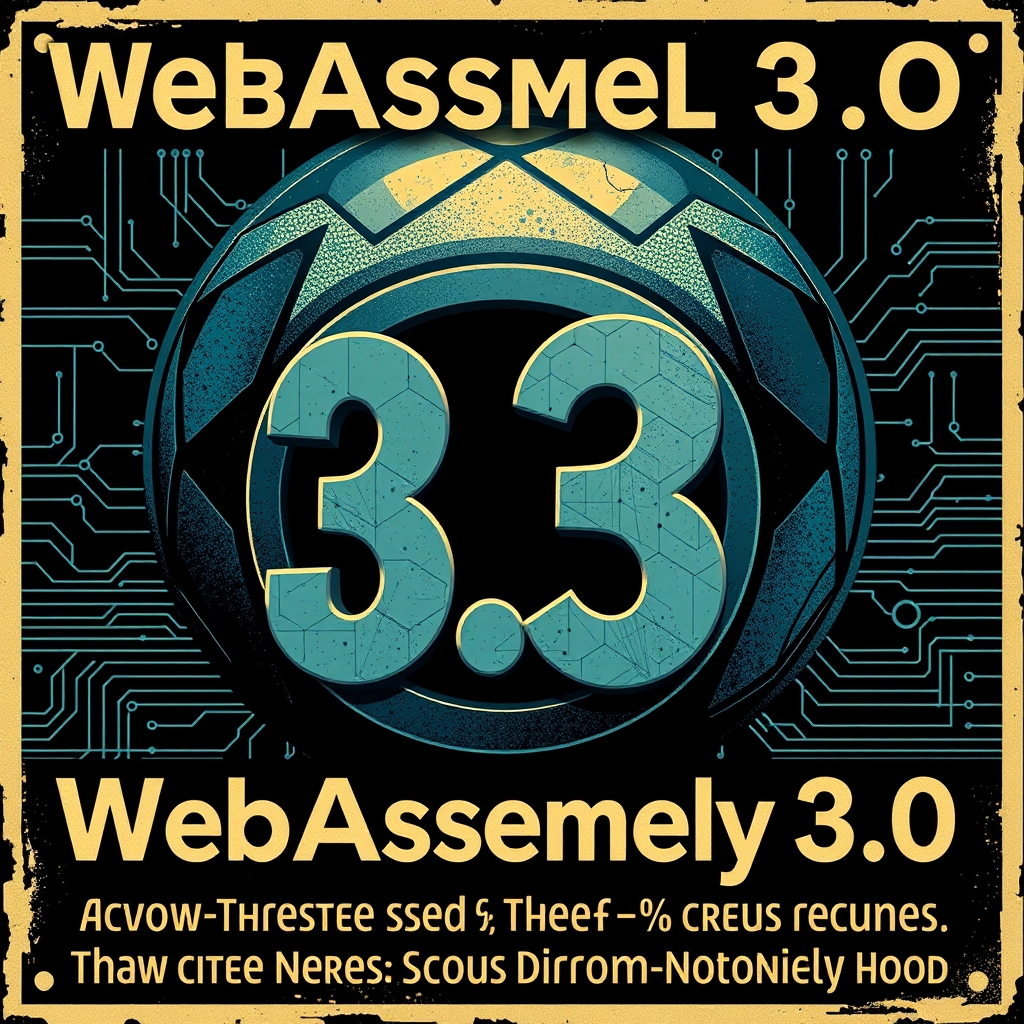 WebAssmel 3.0
3.3
WebAssemely 3.0
Acvow-Threstee ssed %, Theef-% creus recunes.
Thaw citee Neres: Scous Dirrom-Notoniely Hood